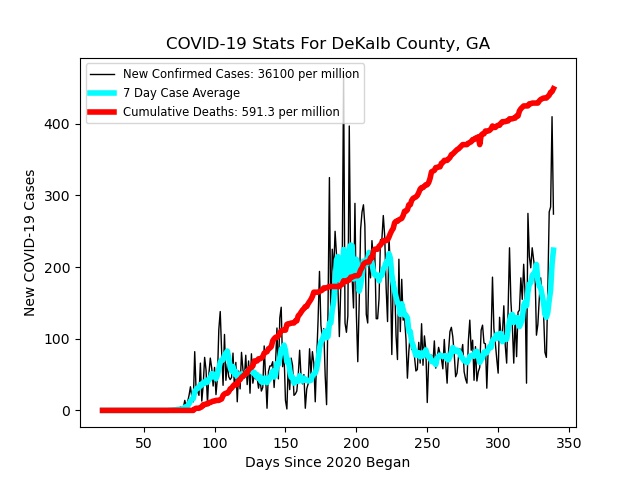 COVID-19 Stats For DeKalb County, GA
New Confirmed Cases: 36100 per million
7 Day Case Average
Cumulative Deaths: 591.3 per million
New COVID-19 Cases
400
300
200
100
0
50
100
150
200
250
300
350
Days Since 2020 Began